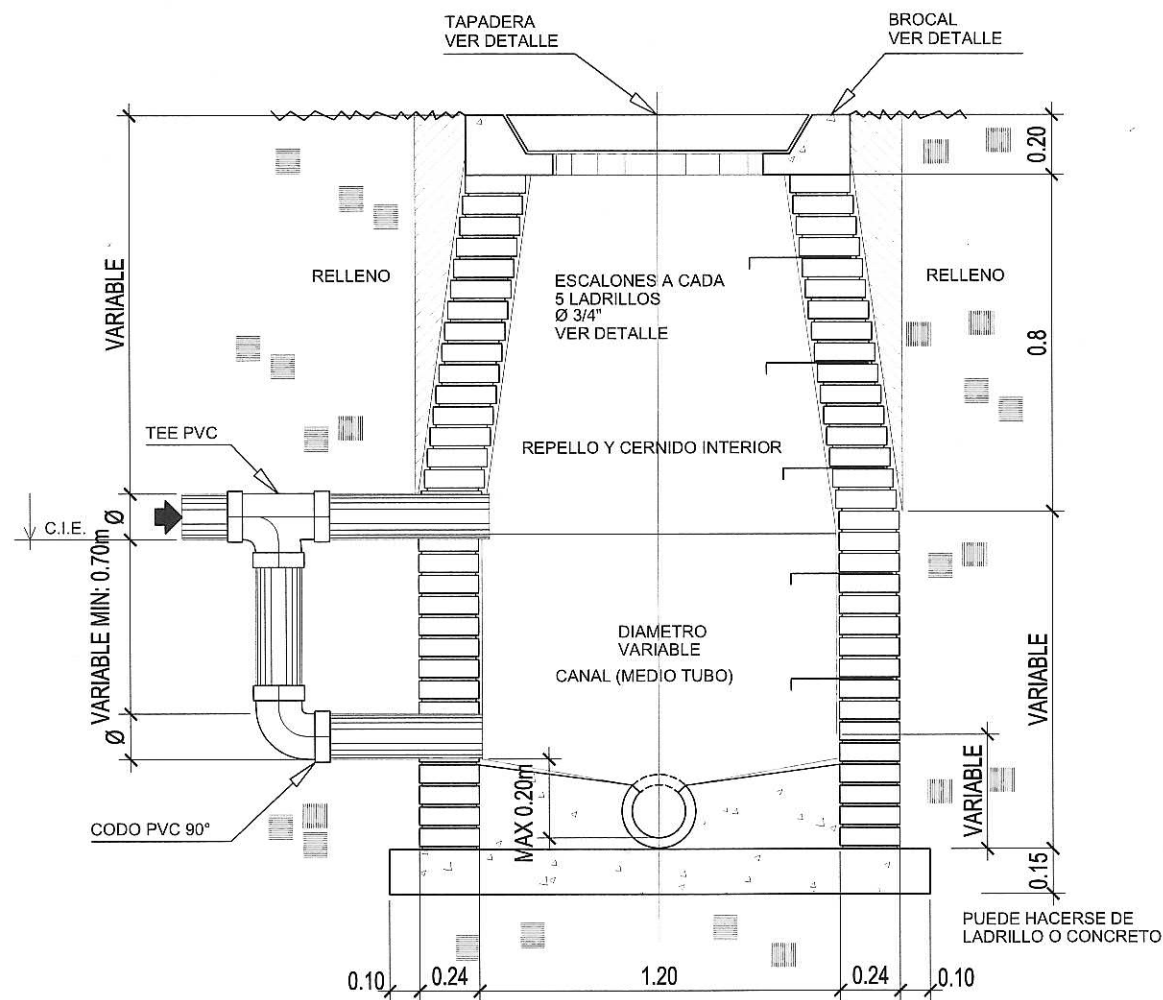 TAPADERA
VER DETALLE
BROCAL
VER DETALLE
0.20
VARIABLE
RELLENO
ESCALONES A CADA
5 LADRILLOS
Ø 3/4"
VER DETALLE
RELLENO
0.8
TEE PVC
REPELLO Y CERNIDO INTERIOR
Ø
C.I.E.
VARIABLE MIN: 0.70m
DIAMETRO
VARIABLE
CANAL (MEDIO TUBO)
VARIABLE
Ø
MAX 0.20m
VARIABLE
CODO PVC 90°
0.15
PUEDE HACERSE DE
LADRILLO O CONCRETO
0.10
0.24
1.20
0.24
0.10